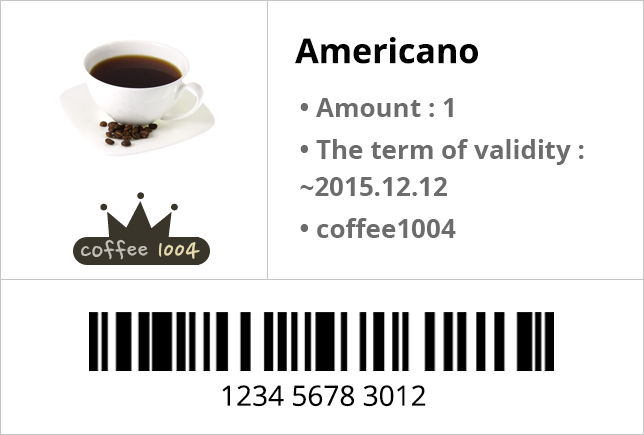 Americano
• Amount : 1
• The term of validity :
~2015.12.12
• coffee1004
coffee 1004
1234 5678 3012